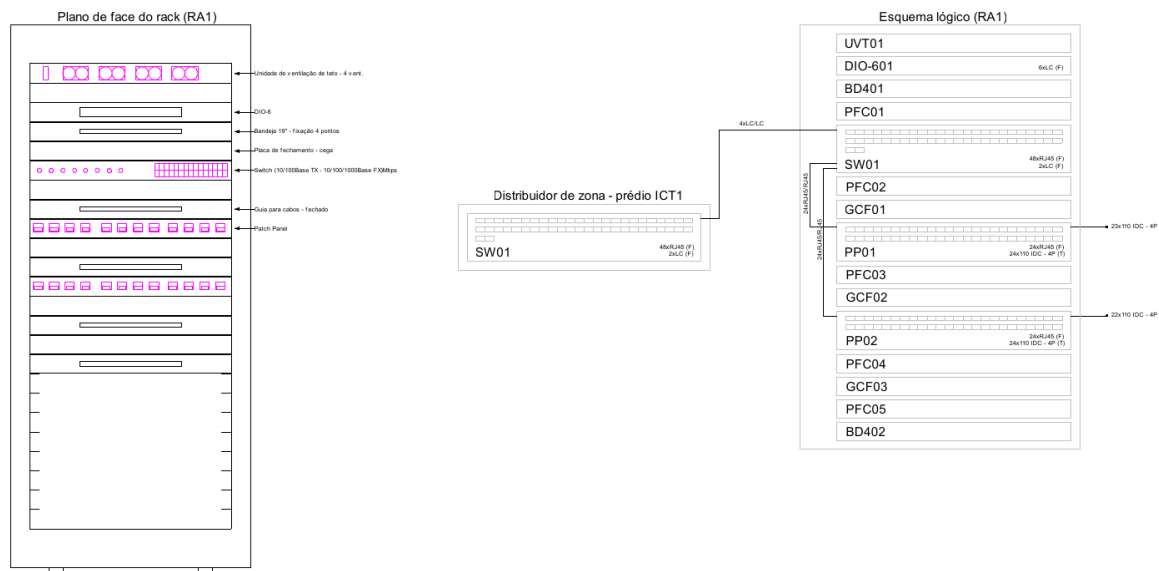 Plano de face do rack (RA1)
Unidade de ventilação de teto - 4 vent.
DIO-6
Bandeja 19" - fixação 4 pontos
Placa de fechamento - cega
Switch (10/100Base TX - 10/100/1000Base FX)Mbps
Guia para cabos - fechado
Patch Panel
Distribuidor de zona - prédio ICT1
48xRJ45 (F)
SW01
2xLC (F)
4xLC/LC
Esquema lógico (RA1)
UVT01
DIO-601
6xLC (F)
BD401
PFC01
48xRJ45 (F)
SW01
2xLC (F)
24xRJ45/RJ45
24xRJ45/RJ45
PFC02
GCF01
23x110 IDC - 4P
24xRJ45 (F)
PP01
24x110 IDC - 4P (T)
PFC03
GCF02
22x110 IDC - 4P
24xRJ45 (F)
PP02
24x110 IDC - 4P (T)
PFC04
GCF03
PFC05
BD402